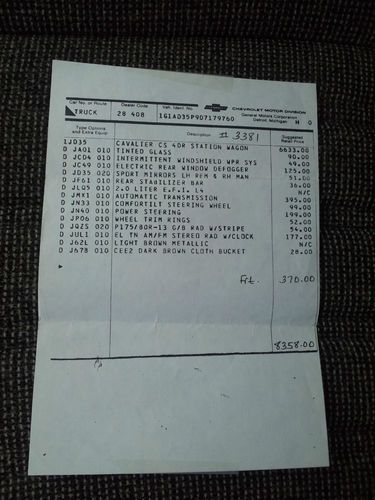 Car No. or Route Dealer Code Veh. Ident. No. CHEVROLET MOTOR DIVISION
TRUCK 28 408 1G1AD35P9D7179760 General Motors Corporation
Detroit, Michigan H 0
Type Options and Extra Equip. Description # 3381 Suggested Retail Price
1JD35 CAVALIER CS 4DR STATION WAGON 6633.00
D JA01 010 TINTED GLASS 90.00
D JC04 010 INTERMITTENT WINDSHIELD WPR SYS 49.00
D JC49 010 ELECTRIC REAR WINDOW DEFOGGER 125.00
D JD35 020 SPORT MIRRORS LH REM & RH MAN 51.00
D JF61 010 REAR STABILIZER BAR 36.00
D JLQ5 010 2.0 LITER E.F.I. L4 N/C
D JMX1 010 AUTOMATIC TRANSMISSION 395.00
D JN33 010 COMFORTILT STEERING WHEEL 99.00
D JN40 010 POWER STEERING 199.00
D JP06 010 WHEEL TRIM RINGS 52.00
D JQZS 020 P175/80R-13 G/B RAD W/STRIPE 54.00
D JUL1 010 EL TN AM/FM STEREO RAD W/CLOCK 177.00
D J62L 010 LIGHT BROWN METALLIC N/C
D J67B 010 CEE2 DARK BROWN CLOTH BUCKET 28.00
Frt. 370.00
8358.00